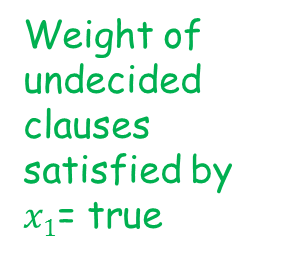 Weight of
undecided
clauses
satisfied by
𝑥₁= true